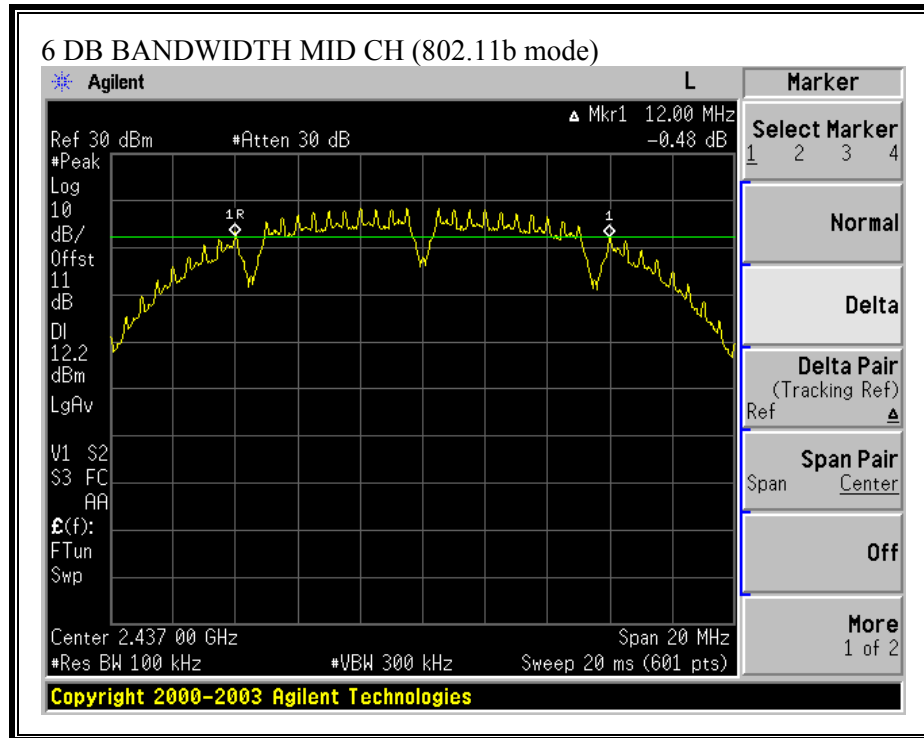 6 DB BANDWIDTH MID CH (802.11b mode)
Agilent
L
Marker
Δ Mkr1 12.00 MHz
Ref 30 dBm #Atten 30 dB -0.48 dB
#Peak
Log
10
dB/
Offst
11
dB
DI
12.2
dBm
LgAv
V1 S2
S3 FC
AA
£(f):
FTun
Swp
1R
1
Center 2.437 00 GHz Span 20 MHz
#Res BW 100 kHz #VBW 300 kHz Sweep 20 ms (601 pts)
Select Marker
1 2 3 4
Normal
Delta
Delta Pair
(Tracking Ref)
Ref Δ
Span Pair
Span Center
Off
More
1 of 2
Copyright 2000-2003 Agilent Technologies